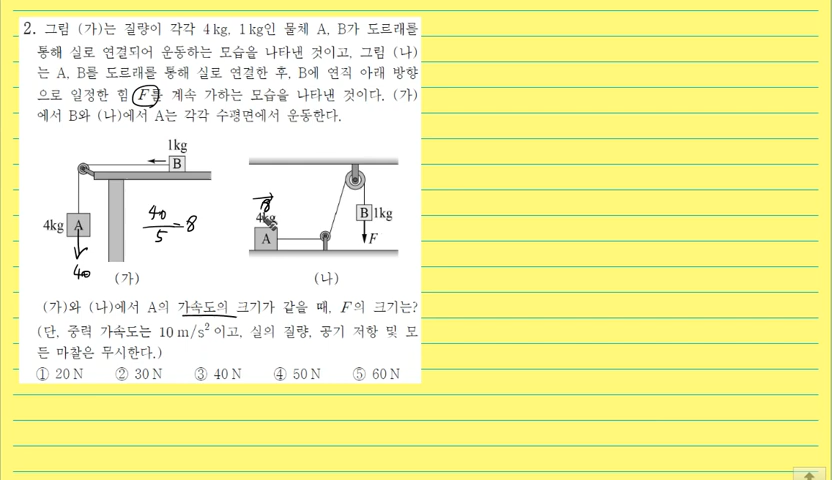 2. 그림 (가)는 질량이 각각 4 kg, 1 kg인 물체 A, B가 도르래를
통해 실로 연결되어 운동하는 모습을 나타낸 것이고, 그림 (나)
는 A, B를 도르래를 통해 실로 연결한 후, B에 연직 아래 방향
으로 일정한 힘 F를 계속 가하는 모습을 나타낸 것이다. (가)
에서 B와 (나)에서 A는 각각 수평면에서 운동한다.
1kg
B
4kg A
40
40/5 = 8
(가)
8
4kg
A
B 1kg
F
(나)
(가)와 (나)에서 A의 가속도의 크기가 같을 때, F의 크기는?
(단, 중력 가속도는 10 m/s²이고, 실의 질량, 공기 저항 및 모
든 마찰은 무시한다.)
① 20 N ② 30 N ③ 40 N ④ 50 N ⑤ 60 N